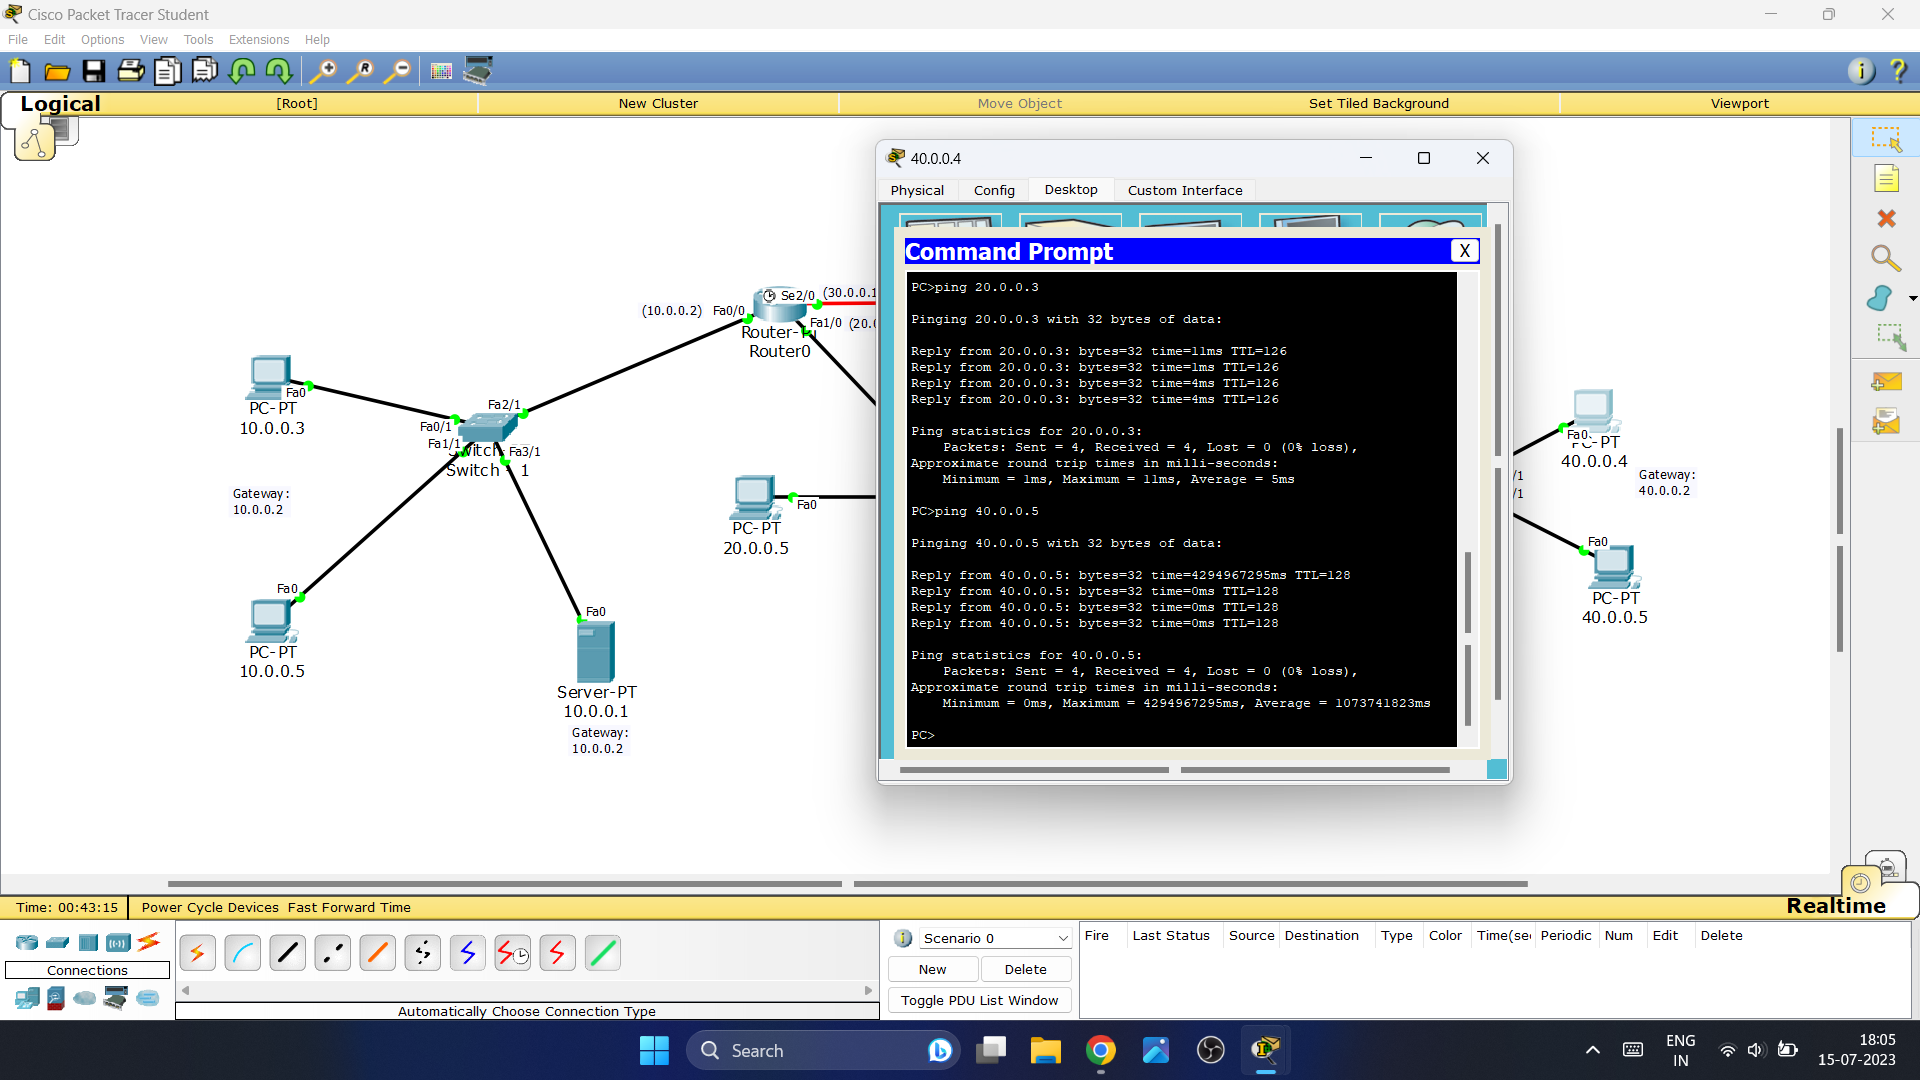 Cisco Packet Tracer Student
File Edit Options View Tools Extensions Help
Logical [Root] New Cluster Move Object Set Tiled Background Viewport
40.0.0.4
Physical Config Desktop Custom Interface
Command Prompt X
PC>ping 20.0.0.3
Pinging 20.0.0.3 with 32 bytes of data:
Reply from 20.0.0.3: bytes=32 time=11ms TTL=126
Reply from 20.0.0.3: bytes=32 time=1ms TTL=126
Reply from 20.0.0.3: bytes=32 time=4ms TTL=126
Reply from 20.0.0.3: bytes=32 time=4ms TTL=126
Ping statistics for 20.0.0.3:
Packets: Sent = 4, Received = 4, Lost = 0 (0% loss),
Approximate round trip times in milli-seconds:
Minimum = 1ms, Maximum = 11ms, Average = 5ms
PC>ping 40.0.0.5
Pinging 40.0.0.5 with 32 bytes of data:
Reply from 40.0.0.5: bytes=32 time=4294967295ms TTL=128
Reply from 40.0.0.5: bytes=32 time=0ms TTL=128
Reply from 40.0.0.5: bytes=32 time=0ms TTL=128
Reply from 40.0.0.5: bytes=32 time=0ms TTL=128
Ping statistics for 40.0.0.5:
Packets: Sent = 4, Received = 4, Lost = 0 (0% loss),
Approximate round trip times in milli-seconds:
Minimum = 0ms, Maximum = 4294967295ms, Average = 1073741823ms
PC>
(10.0.0.2) Fa0/0 Se2/0 (30.0.0.1
Fa1/0 (20.0
Router-
Router0
Fa0
PC-PT
10.0.0.3
Fa2/1
Fa0/1
Fa1/1
Fa3/1
Switch
Switch 1
Gateway:
10.0.0.2
Fa0
PC-PT
20.0.0.5
Fa0
PC-PT
10.0.0.5
Fa0
Server-PT
10.0.0.1
Gateway:
10.0.0.2
Fa0
PC-PT
40.0.0.4
Gateway:
40.0.0.2
/1
/1
Fa0
PC-PT
40.0.0.5
Time: 00:43:15 Power Cycle Devices Fast Forward Time
Realtime
Connections
Automatically Choose Connection Type
Scenario 0
New Delete
Toggle PDU List Window
Fire Last Status Source Destination Type Color Time(sec Periodic Num Edit Delete
Search
ENG
IN
18:05
15-07-2023